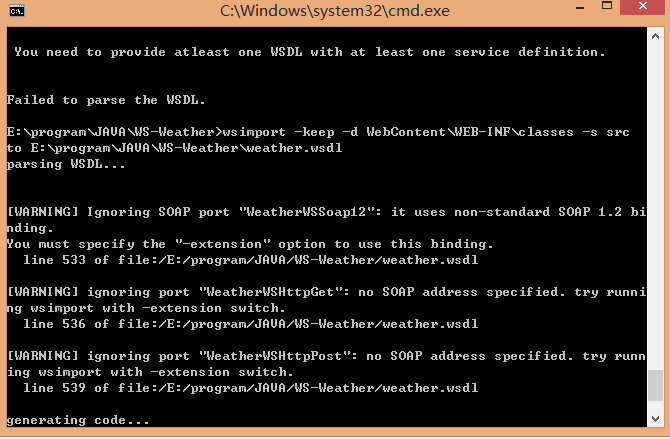 C:\Windows\system32\cmd.exe
You need to provide atleast one WSDL with at least one service definition.
Failed to parse the WSDL.
E:\program\JAVA\WS-Weather>wsimport -keep -d WebContent\WEB-INF\classes -s src
to E:\program\JAVA\WS-Weather\weather.wsdl
parsing WSDL...
[WARNING] Ignoring SOAP port "WeatherWSSoap12": it uses non-standard SOAP 1.2 bi
nding.
You must specify the "-extension" option to use this binding.
line 533 of file:/E:/program/JAVA/WS-Weather/weather.wsdl
[WARNING] ignoring port "WeatherWSHttpGet": no SOAP address specified. try runni
ng wsimport with -extension switch.
line 536 of file:/E:/program/JAVA/WS-Weather/weather.wsdl
[WARNING] ignoring port "WeatherWSHttpPost": no SOAP address specified. try runn
ing wsimport with -extension switch.
line 539 of file:/E:/program/JAVA/WS-Weather/weather.wsdl
generating code...